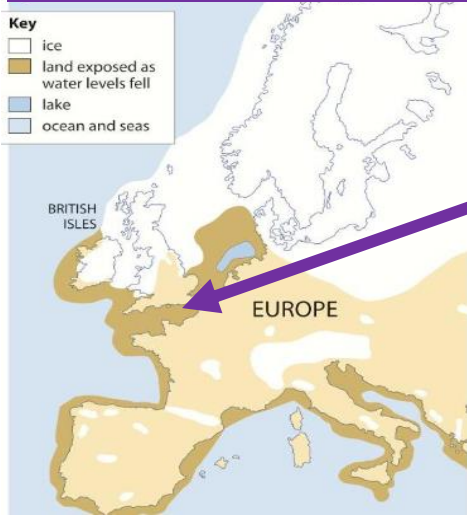 Key
ice
land exposed as
water levels fell
lake
ocean and seas
BRITISH
ISLES
EUROPE